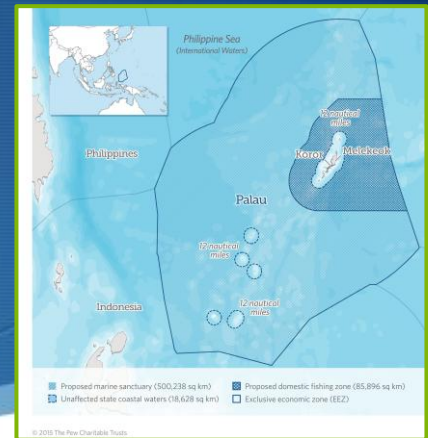 Philippine Sea
(International Waters)
12 nautical
miles
Koror
Melekeok
Philippines
Palau
12 nautical
miles
12 nautical
miles
Indonesia
Proposed marine sanctuary (500,238 sq km)
Proposed domestic fishing zone (85,896 sq km)
Unaffected state coastal waters (18,628 sq km)
Exclusive economic zone (EEZ)
© 2015 The Pew Charitable Trusts